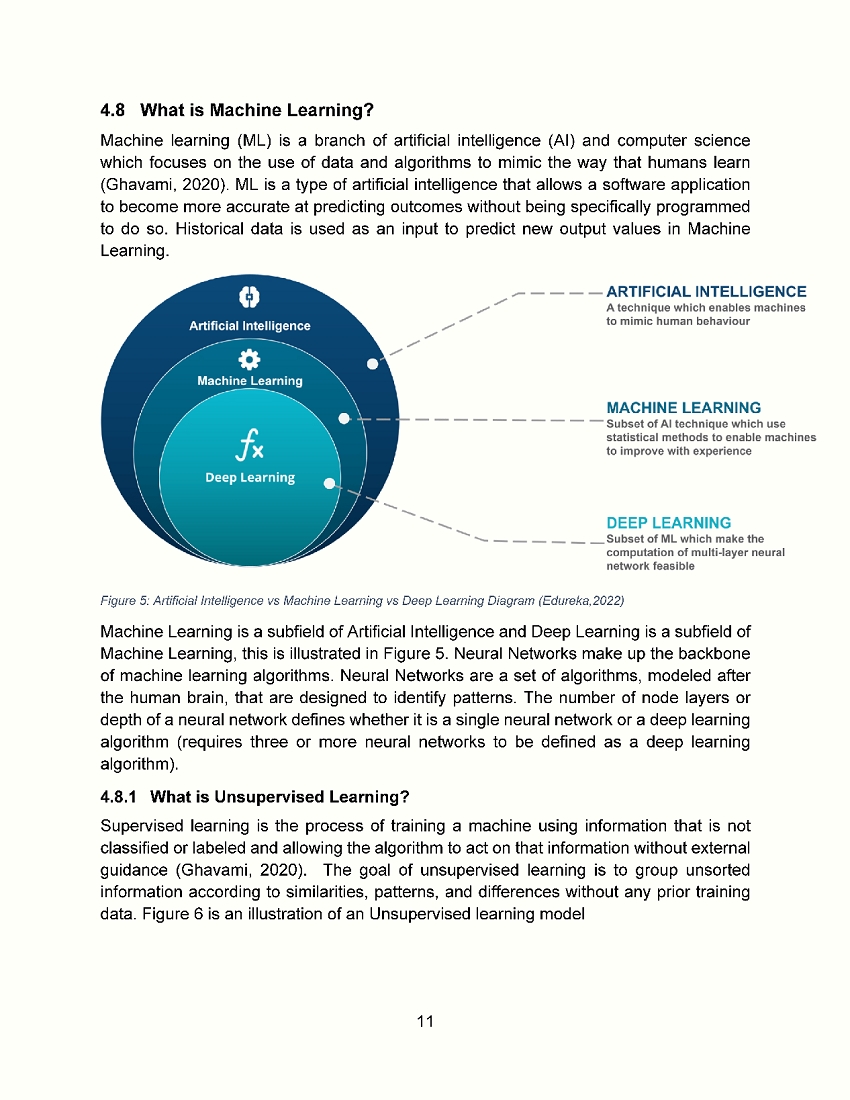 4.8 What is Machine Learning?
Machine learning (ML) is a branch of artificial intelligence (AI) and computer science
which focuses on the use of data and algorithms to mimic the way that humans learn
(Ghavami, 2020). ML is a type of artificial intelligence that allows a software application
to become more accurate at predicting outcomes without being specifically programmed
to do so. Historical data is used as an input to predict new output values in Machine
Learning.
Artificial Intelligence
Machine Learning
fx
Deep Learning
ARTIFICIAL INTELLIGENCE
A technique which enables machines
to mimic human behaviour
MACHINE LEARNING
Subset of AI technique which use
statistical methods to enable machines
to improve with experience
DEEP LEARNING
Subset of ML which make the
computation of multi-layer neural
network feasible
Figure 5: Artificial Intelligence vs Machine Learning vs Deep Learning Diagram (Edureka,2022)
Machine Learning is a subfield of Artificial Intelligence and Deep Learning is a subfield of
Machine Learning, this is illustrated in Figure 5. Neural Networks make up the backbone
of machine learning algorithms. Neural Networks are a set of algorithms, modeled after
the human brain, that are designed to identify patterns. The number of node layers or
depth of a neural network defines whether it is a single neural network or a deep learning
algorithm (requires three or more neural networks to be defined as a deep learning
algorithm).
4.8.1 What is Unsupervised Learning?
Supervised learning is the process of training a machine using information that is not
classified or labeled and allowing the algorithm to act on that information without external
guidance (Ghavami, 2020). The goal of unsupervised learning is to group unsorted
information according to similarities, patterns, and differences without any prior training
data. Figure 6 is an illustration of an Unsupervised learning model
11